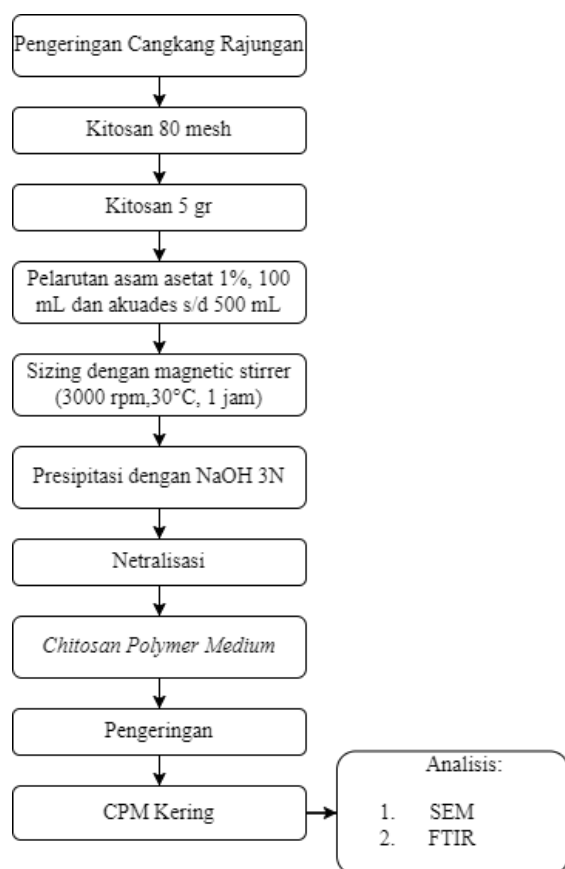 Pengeringan Cangkang Rajungan
Kitosan 80 mesh
Kitosan 5 gr
Pelarutan asam asetat 1%, 100
mL dan akuades s/d 500 mL
Sizing dengan magnetic stirrer
(3000 rpm,30°C, 1 jam)
Presipitasi dengan NaOH 3N
Netralisasi
Chitosan Polymer Medium
Pengeringan
CPM Kering
Analisis:
1. SEM
2. FTIR